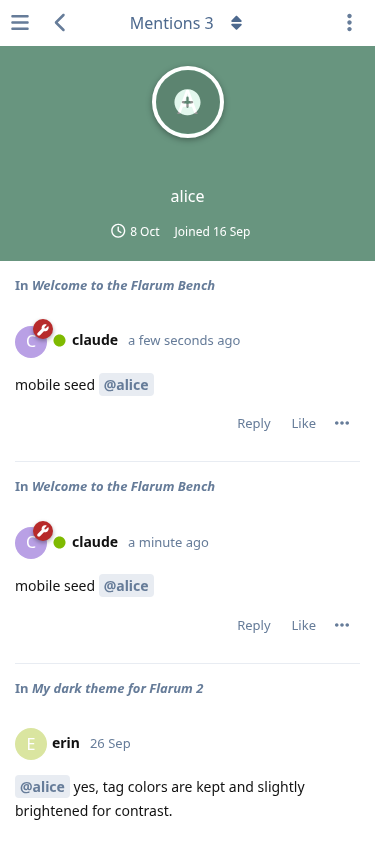 Mentions 3
alice
8 Oct Joined 16 Sep
In Welcome to the Flarum Bench
C claude a few seconds ago
mobile seed @alice
Reply Like
In Welcome to the Flarum Bench
C claude a minute ago
mobile seed @alice
Reply Like
In My dark theme for Flarum 2
E erin 26 Sep
@alice yes, tag colors are kept and slightly
brightened for contrast.